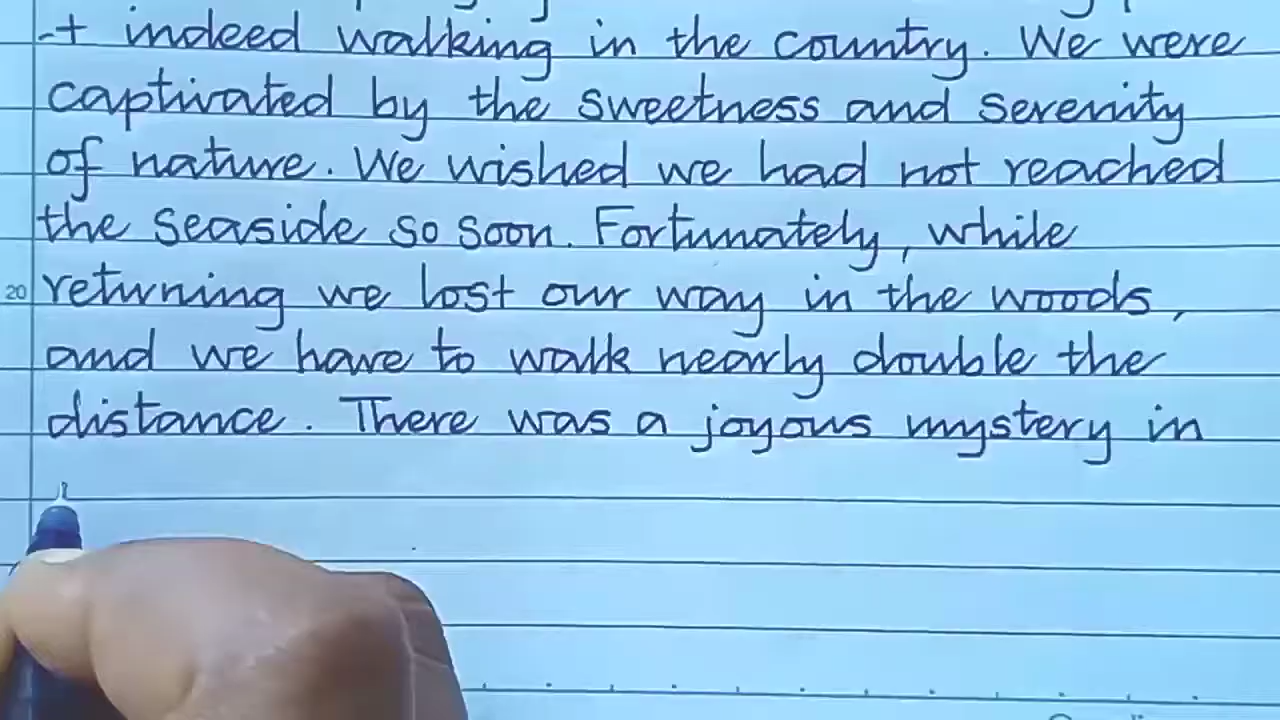 -t indeed walking in the country. We were
captivated by the sweetness and serenity
of nature. We wished we had not reached
the seaside so soon. Fortunately, while
20 returning we lost our way in the woods,
and we have to walk nearly double the
distance. There was a joyous mystery in